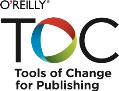 O'REILLY®
TOC
Tools of Change
for Publishing